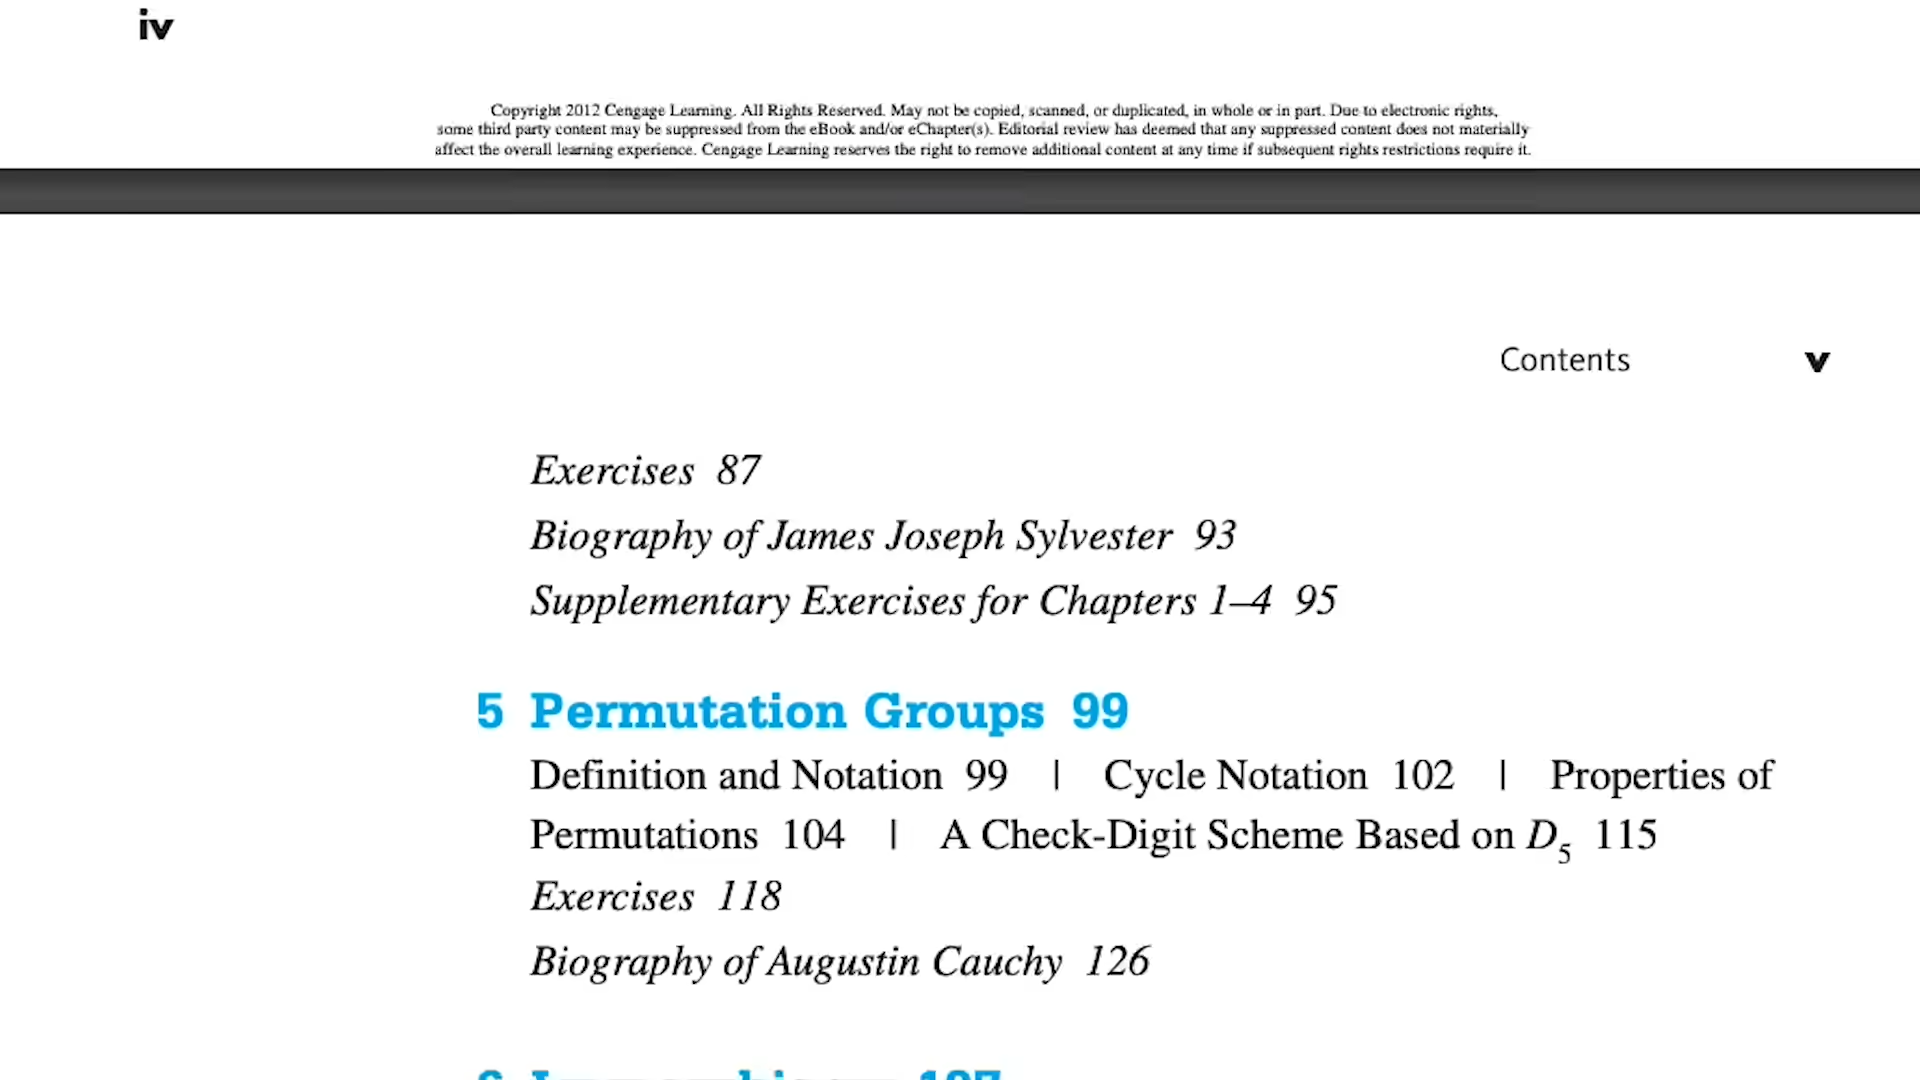 iv
Copyright 2012 Cengage Learning. All Rights Reserved. May not be copied, scanned, or duplicated, in whole or in part. Due to electronic rights,
some third party content may be suppressed from the eBook and/or eChapter(s). Editorial review has deemed that any suppressed content does not materially
affect the overall learning experience. Cengage Learning reserves the right to remove additional content at any time if subsequent rights restrictions require it.
Contents v
Exercises 87
Biography of James Joseph Sylvester 93
Supplementary Exercises for Chapters 1–4 95
5 Permutation Groups 99
Definition and Notation 99 | Cycle Notation 102 | Properties of
Permutations 104 | A Check-Digit Scheme Based on D5 115
Exercises 118
Biography of Augustin Cauchy 126